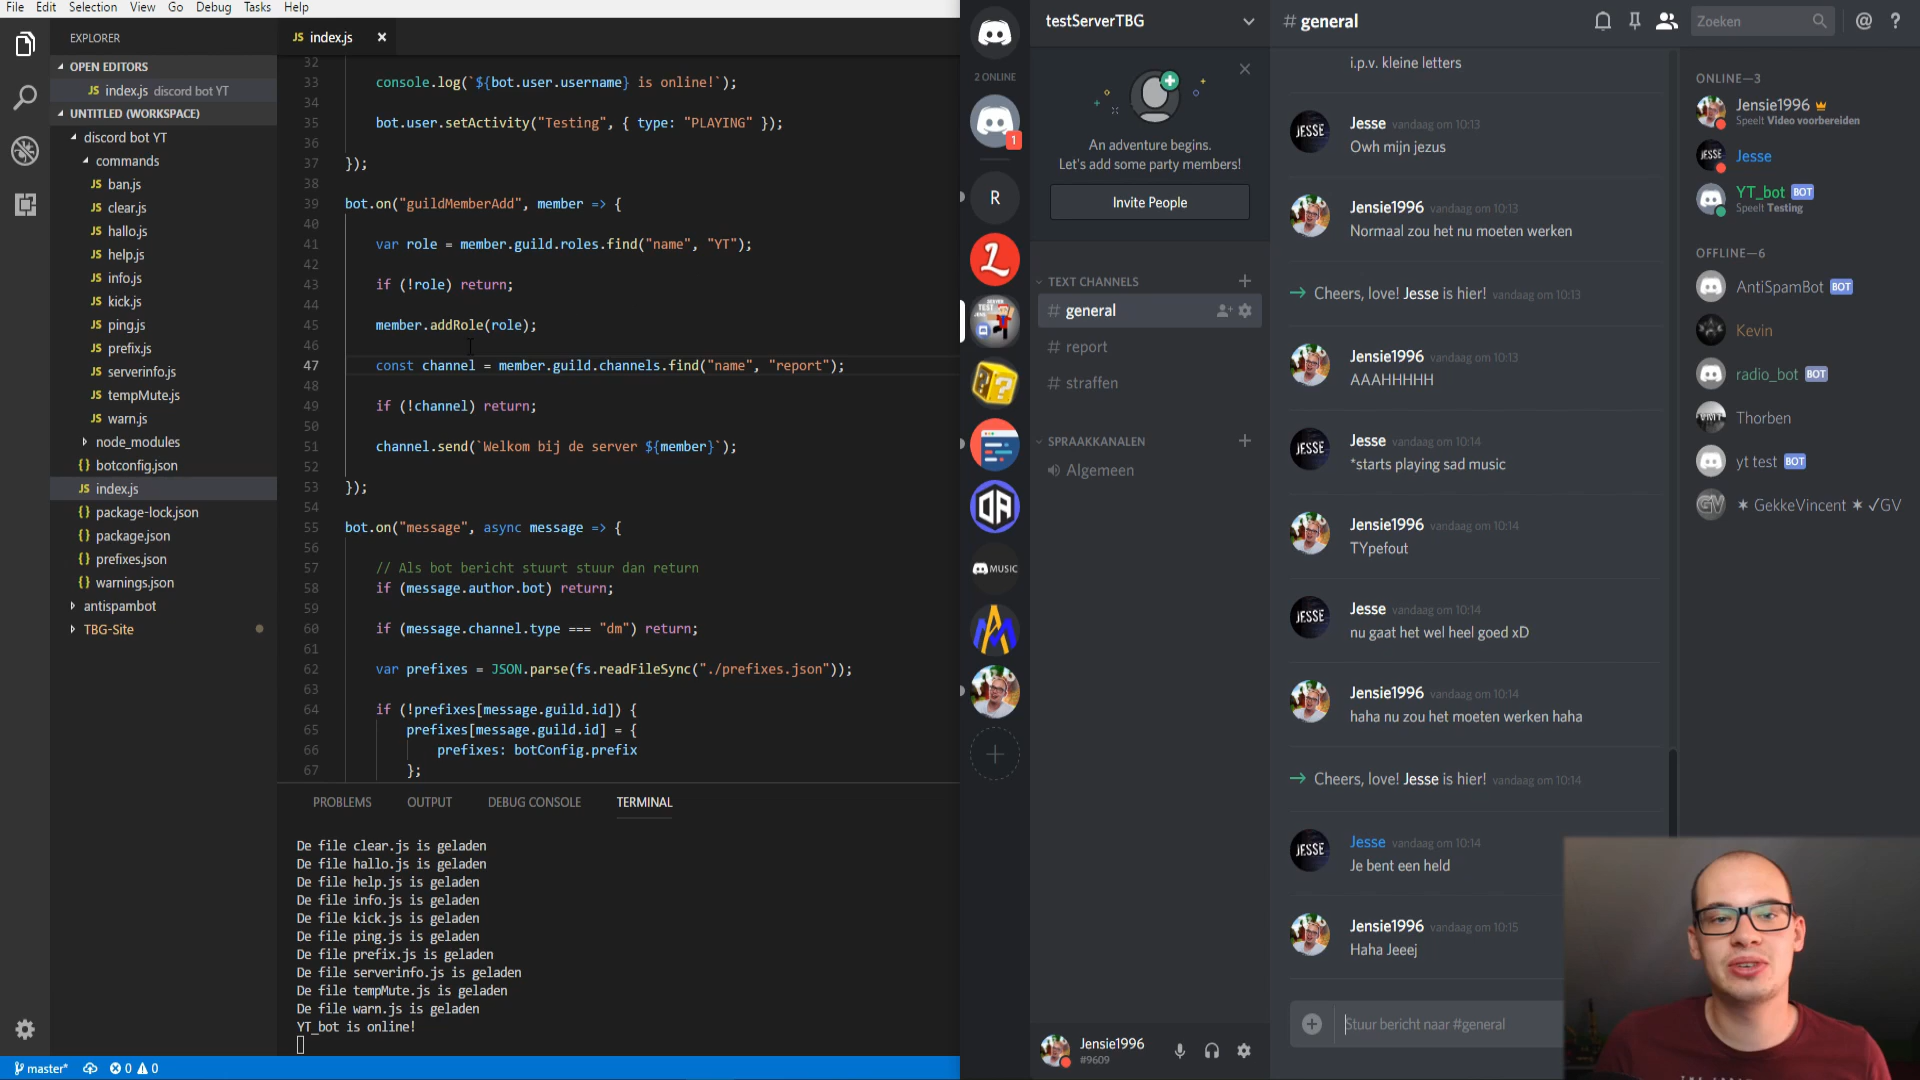 File Edit Selection View Go Debug Tasks Help
EXPLORER
OPEN EDITORS
JS index.js discord bot YT
UNTITLED (WORKSPACE)
discord bot YT
commands
JS ban.js
JS clear.js
JS hallo.js
JS help.js
JS info.js
JS kick.js
JS ping.js
JS prefix.js
JS serverinfo.js
JS tempMute.js
JS warn.js
node_modules
{} botconfig.json
JS index.js
{} package-lock.json
{} package.json
{} prefixes.json
{} warnings.json
antispambot
TBG-Site
JS index.js
32
33 console.log(`${bot.user.username} is online!`);
34
35 bot.user.setActivity("Testing", { type: "PLAYING" });
36
37 });
38
39 bot.on("guildMemberAdd", member => {
40
41 var role = member.guild.roles.find("name", "YT");
42
43 if (!role) return;
44
45 member.addRole(role);
46
47 const channel = member.guild.channels.find("name", "report");
48
49 if (!channel) return;
50
51 channel.send(`Welkom bij de server ${member}`);
52
53 });
54
55 bot.on("message", async message => {
56
57 // Als bot bericht stuurt stuur dan return
58 if (message.author.bot) return;
59
60 if (message.channel.type === "dm") return;
61
62 var prefixes = JSON.parse(fs.readFileSync("./prefixes.json"));
63
64 if (!prefixes[message.guild.id]) {
65 prefixes[message.guild.id] = {
66 prefixes: botConfig.prefix
67 };
PROBLEMS OUTPUT DEBUG CONSOLE TERMINAL
De file clear.js is geladen
De file hallo.js is geladen
De file help.js is geladen
De file info.js is geladen
De file kick.js is geladen
De file ping.js is geladen
De file prefix.js is geladen
De file serverinfo.js is geladen
De file tempMute.js is geladen
De file warn.js is geladen
YT_bot is online!
master* 0 0
2 ONLINE
1
R
L
OA
MUSIC
testServerTBG
An adventure begins.
Let's add some party members!
Invite People
TEXT CHANNELS
# general
# report
# straffen
SPRAAKKANALEN
Algemeen
Jensie1996
#9609
# general
Zoeken
i.p.v. kleine letters
JESSE
Jesse vandaag om 10:13
Owh mijn jezus
Jensie1996 vandaag om 10:13
Normaal zou het nu moeten werken
Cheers, love! Jesse is hier! vandaag om 10:13
Jensie1996 vandaag om 10:13
AAAHHHHH
JESSE
Jesse vandaag om 10:14
*starts playing sad music
Jensie1996 vandaag om 10:14
TYpefout
JESSE
Jesse vandaag om 10:14
nu gaat het wel heel goed xD
Jensie1996 vandaag om 10:14
haha nu zou het moeten werken haha
Cheers, love! Jesse is hier! vandaag om 10:14
JESSE
Jesse vandaag om 10:14
Je bent een held
Jensie1996 vandaag om 10:15
Haha Jeeej
Stuur bericht naar #general
ONLINE—3
Jensie1996
Speelt Video voorbereiden
JESSE
Jesse
YT_bot BOT
Speelt Testing
OFFLINE—6
AntiSpamBot BOT
Kevin
radio_bot BOT
Thorben
yt test BOT
GV
✶ GekkeVincent ✶ ✓GV